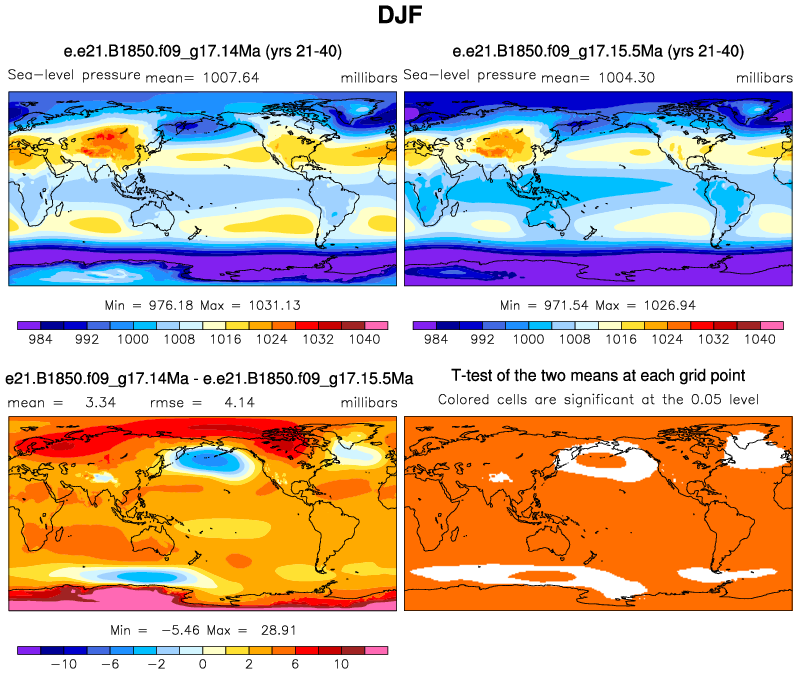 DJF
e.e21.B1850.f09_g17.14Ma (yrs 21-40)
Sea-level pressure mean= 1007.64 millibars
Min = 976.18 Max = 1031.13
984 992 1000 1008 1016 1024 1032 1040
e.e21.B1850.f09_g17.15.5Ma (yrs 21-40)
Sea-level pressure mean= 1004.30 millibars
Min = 971.54 Max = 1026.94
984 992 1000 1008 1016 1024 1032 1040
e21.B1850.f09_g17.14Ma - e.e21.B1850.f09_g17.15.5Ma
mean = 3.34 rmse = 4.14 millibars
Min = -5.46 Max = 28.91
-10 -6 -2 0 2 6 10
T-test of the two means at each grid point
Colored cells are significant at the 0.05 level